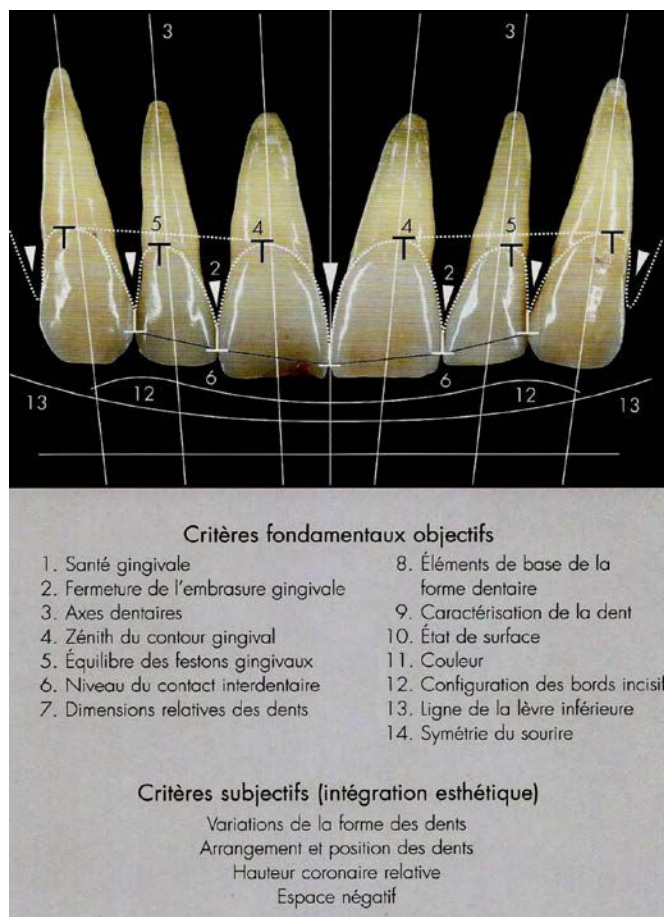 3 3
5 4 4 5
2 2
6 6
13 12 12 13
Critères fondamentaux objectifs
1. Santé gingivale
2. Fermeture de l'embrasure gingivale
3. Axes dentaires
4. Zénith du contour gingival
5. Équilibre des festons gingivaux
6. Niveau du contact interdentaire
7. Dimensions relatives des dents
8. Éléments de base de la
forme dentaire
9. Caractérisation de la dent
10. État de surface
11. Couleur
12. Configuration des bords incisif
13. Ligne de la lèvre inférieure
14. Symétrie du sourire
Critères subjectifs (intégration esthétique)
Variations de la forme des dents
Arrangement et position des dents
Hauteur coronaire relative
Espace négatif